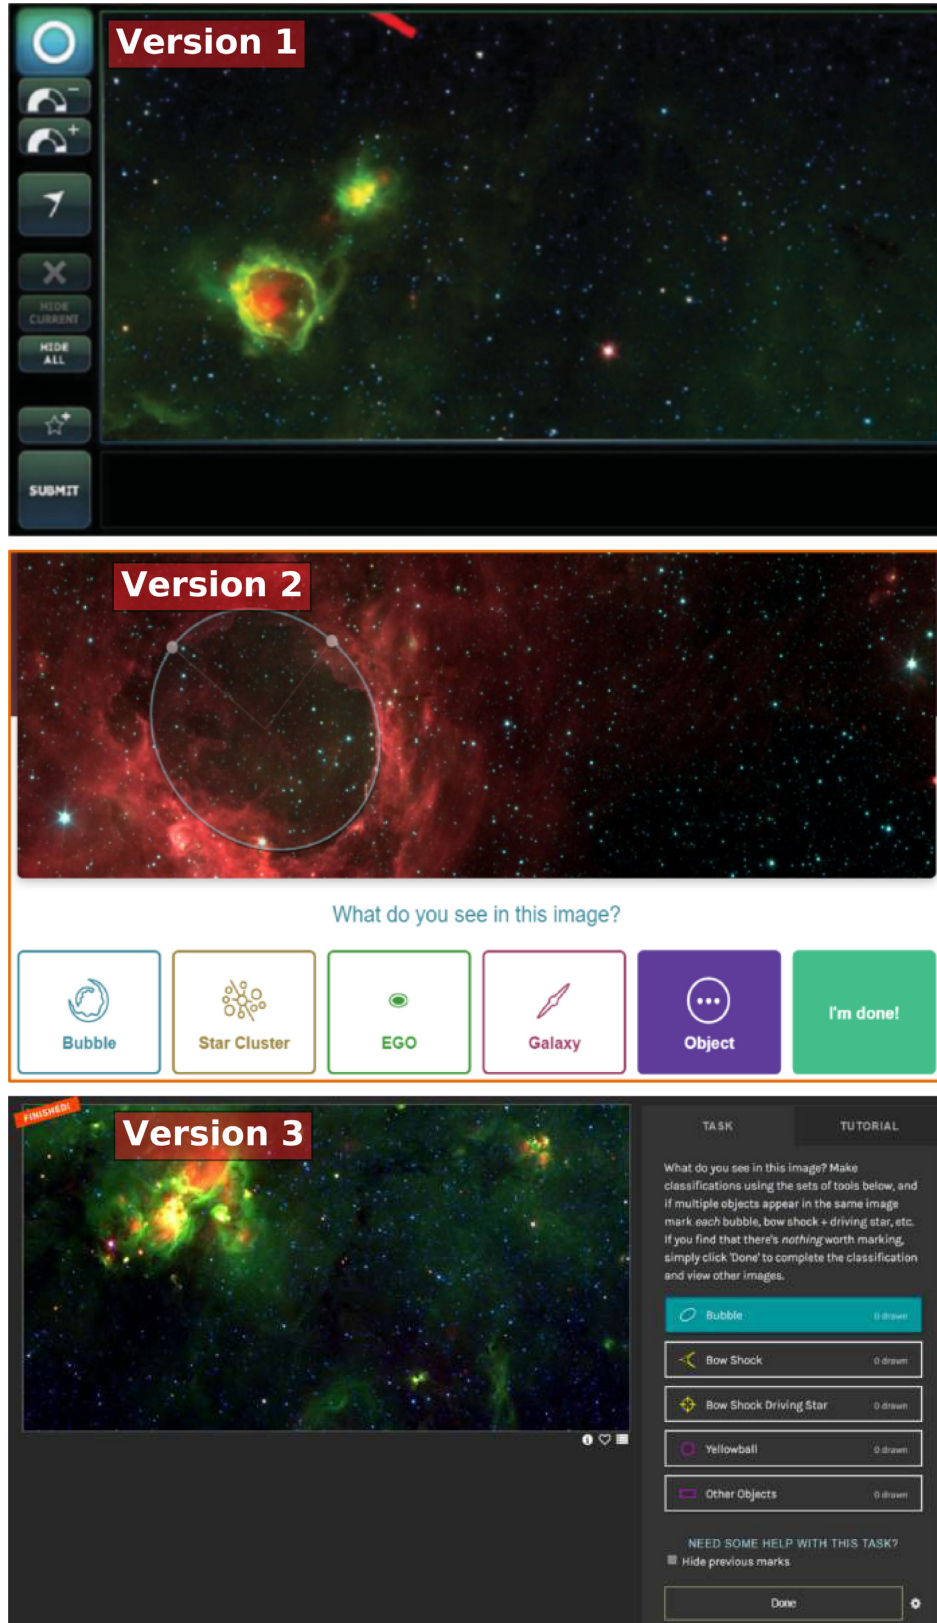 Version 1
HIDE
CURRENT
HIDE
ALL
SUBMIT
Version 2
What do you see in this image?
Bubble
Star Cluster
EGO
Galaxy
Object
I'm done!
FINISHED!
Version 3
TASK
TUTORIAL
What do you see in this image? Make
classifications using the sets of tools below, and
if multiple objects appear in the same image
mark each bubble, bow shock + driving star, etc.
If you find that there's nothing worth marking,
simply click 'Done' to complete the classification
and view other images.
Bubble 0 drawn
Bow Shock 0 drawn
Bow Shock Driving Star 0 drawn
Yellowball 0 drawn
Other Objects 0 drawn
NEED SOME HELP WITH THIS TASK?
Hide previous marks
Done